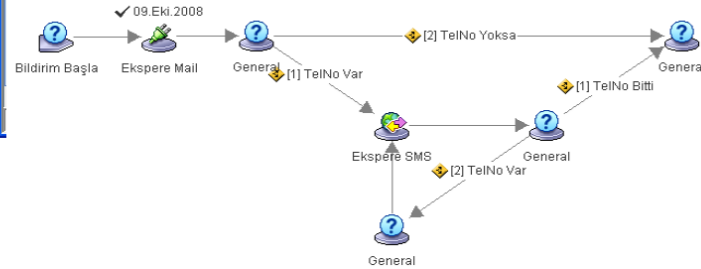 09.Eki.2008
[2] TelNo Yoksa
Bildirim Başla
Ekspere Mail
General
Genera
[1] TelNo Var
[1] TelNo Bitti
Ekspere SMS
General
[2] TelNo Var
General